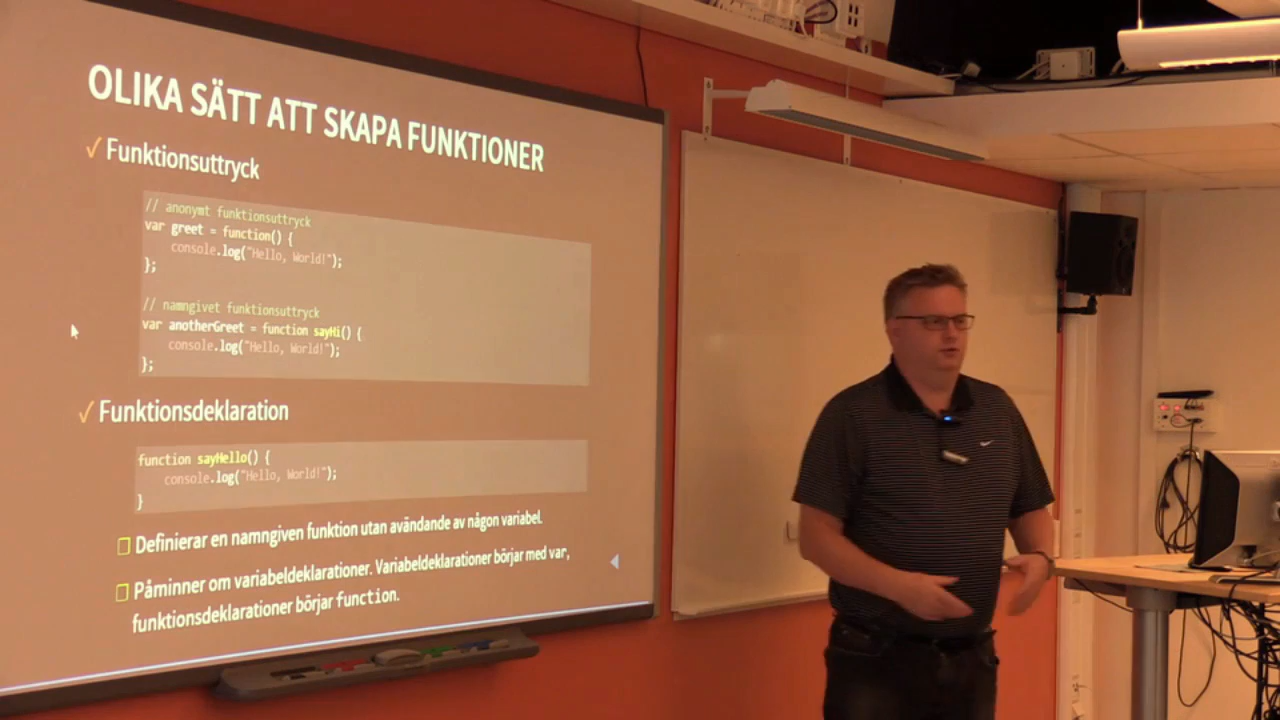 OLIKA SÄTT ATT SKAPA FUNKTIONER
✓ Funktionsuttryck
// anonymt funktionsuttryck
var greet = function() {
console.log("Hello, World!");
};
// namngivet funktionsuttryck
var anotherGreet = function sayHi() {
console.log("Hello, World!");
};
✓ Funktionsdeklaration
function sayHello() {
console.log("Hello, World!");
}
Definierar en namngiven funktion utan avändande av någon variabel.
Påminner om variabeldeklarationer. Variabeldeklarationer börjar med var,
funktionsdeklarationer börjar function.